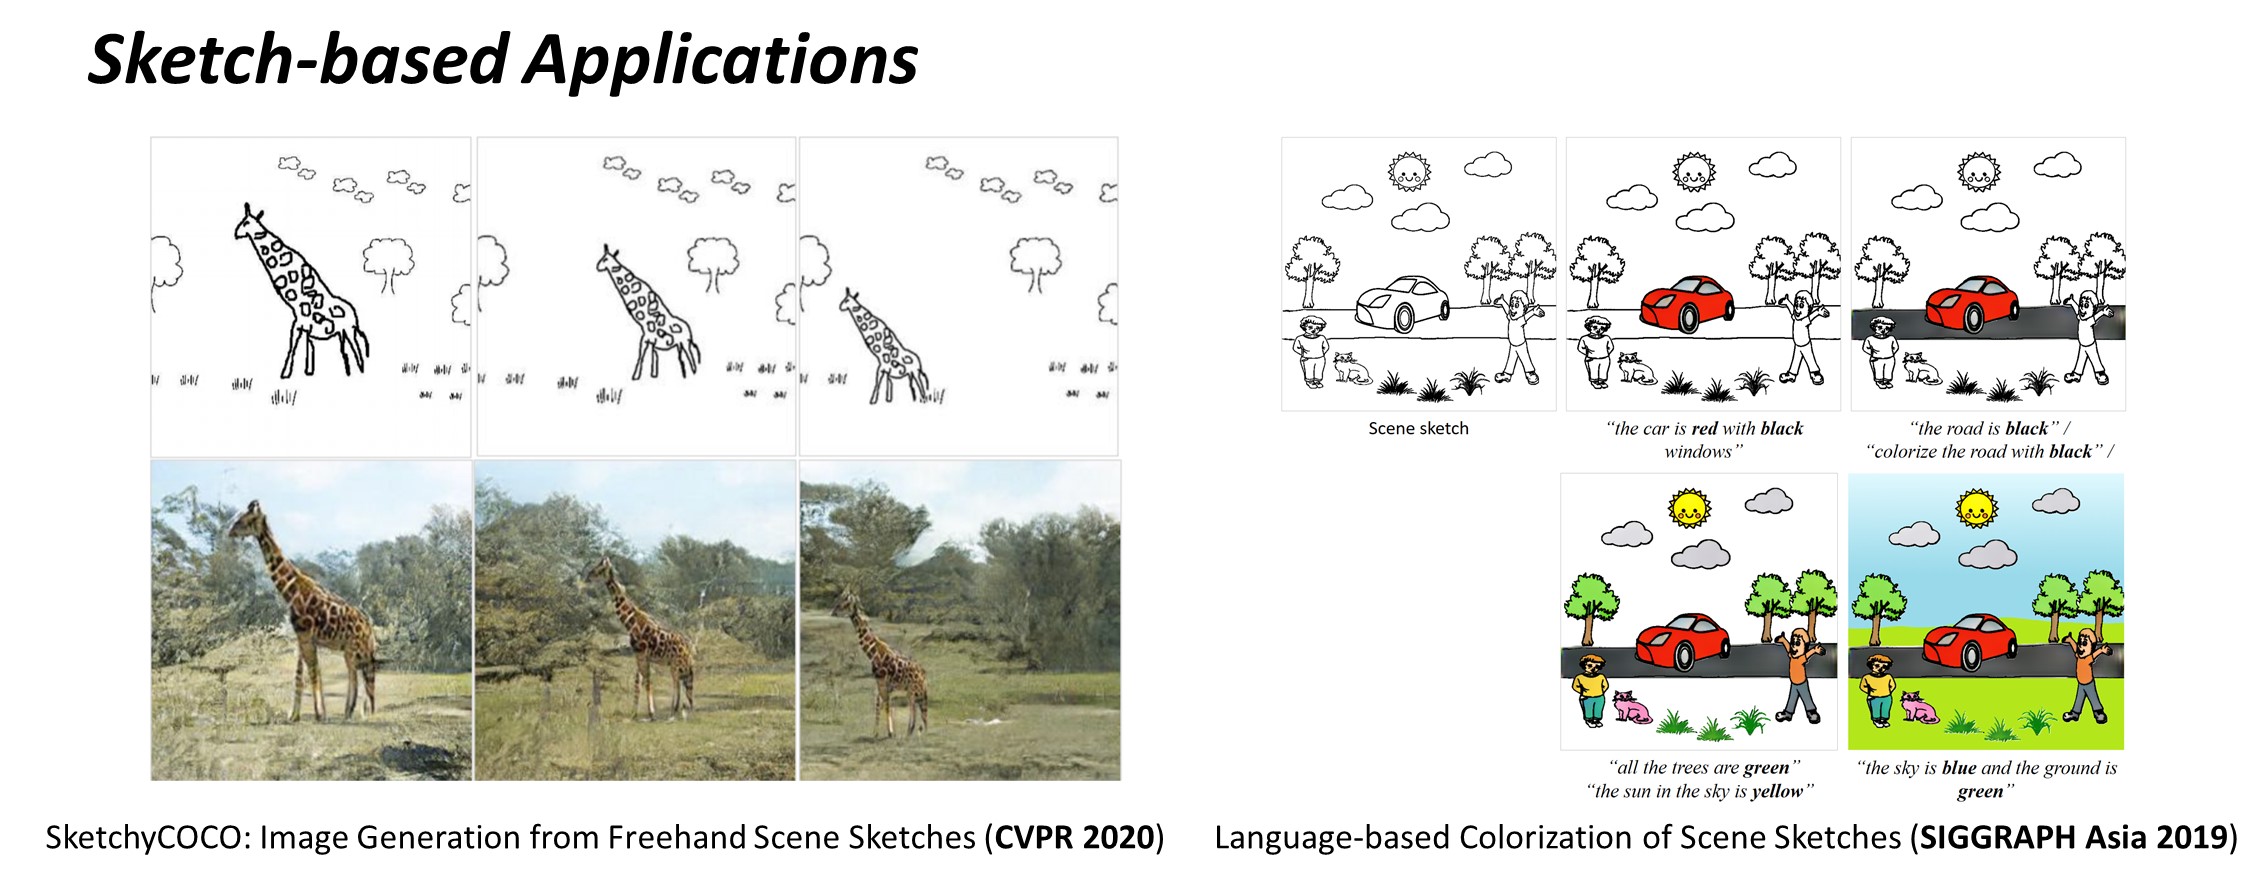 Sketch-based Applications
Scene sketch
“the car is red with black
windows”
“the road is black” /
“colorize the road with black” /
“all the trees are green”
“the sun in the sky is yellow”
“the sky is blue and the ground is
green”
SketchyCOCO: Image Generation from Freehand Scene Sketches (CVPR 2020)
Language-based Colorization of Scene Sketches (SIGGRAPH Asia 2019)